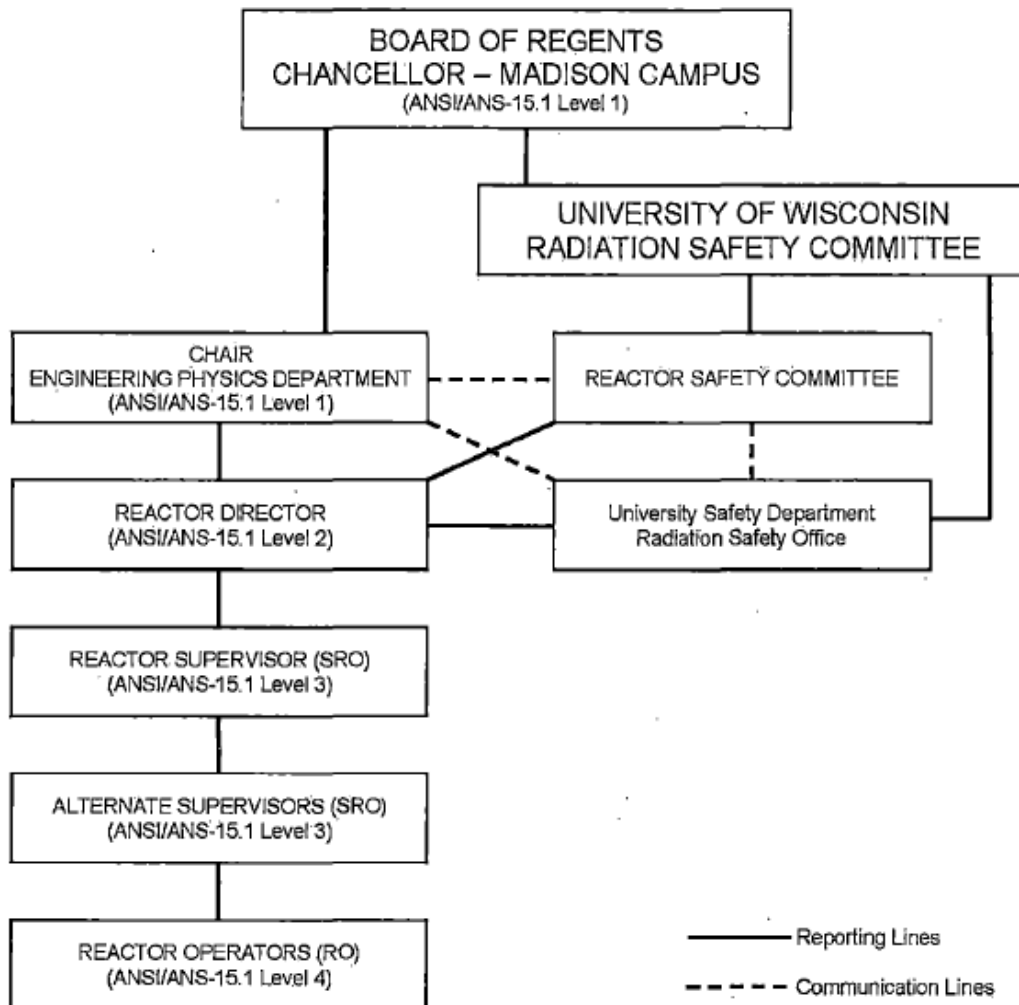 BOARD OF REGENTS
CHANCELLOR – MADISON CAMPUS
(ANSI/ANS-15.1 Level 1)
UNIVERSITY OF WISCONSIN
RADIATION SAFETY COMMITTEE
CHAIR
ENGINEERING PHYSICS DEPARTMENT
(ANSI/ANS-15.1 Level 1)
REACTOR SAFETY COMMITTEE
REACTOR DIRECTOR
(ANSI/ANS-15.1 Level 2)
University Safety Department
Radiation Safety Office
REACTOR SUPERVISOR (SRO)
(ANSI/ANS-15.1 Level 3)
ALTERNATE SUPERVISORS (SRO)
(ANSI/ANS-15.1 Level 3)
REACTOR OPERATORS (RO)
(ANSI/ANS-15.1 Level 4)
Reporting Lines
Communication Lines